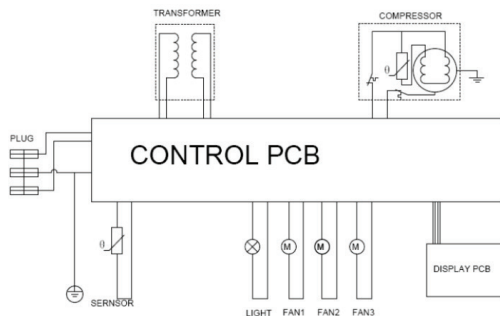 TRANSFORMER
COMPRESSOR
θ
PLUG
CONTROL PCB
θ
M
M
M
SERNSOR
DISPLAY PCB
LIGHT
FAN1
FAN2
FAN3